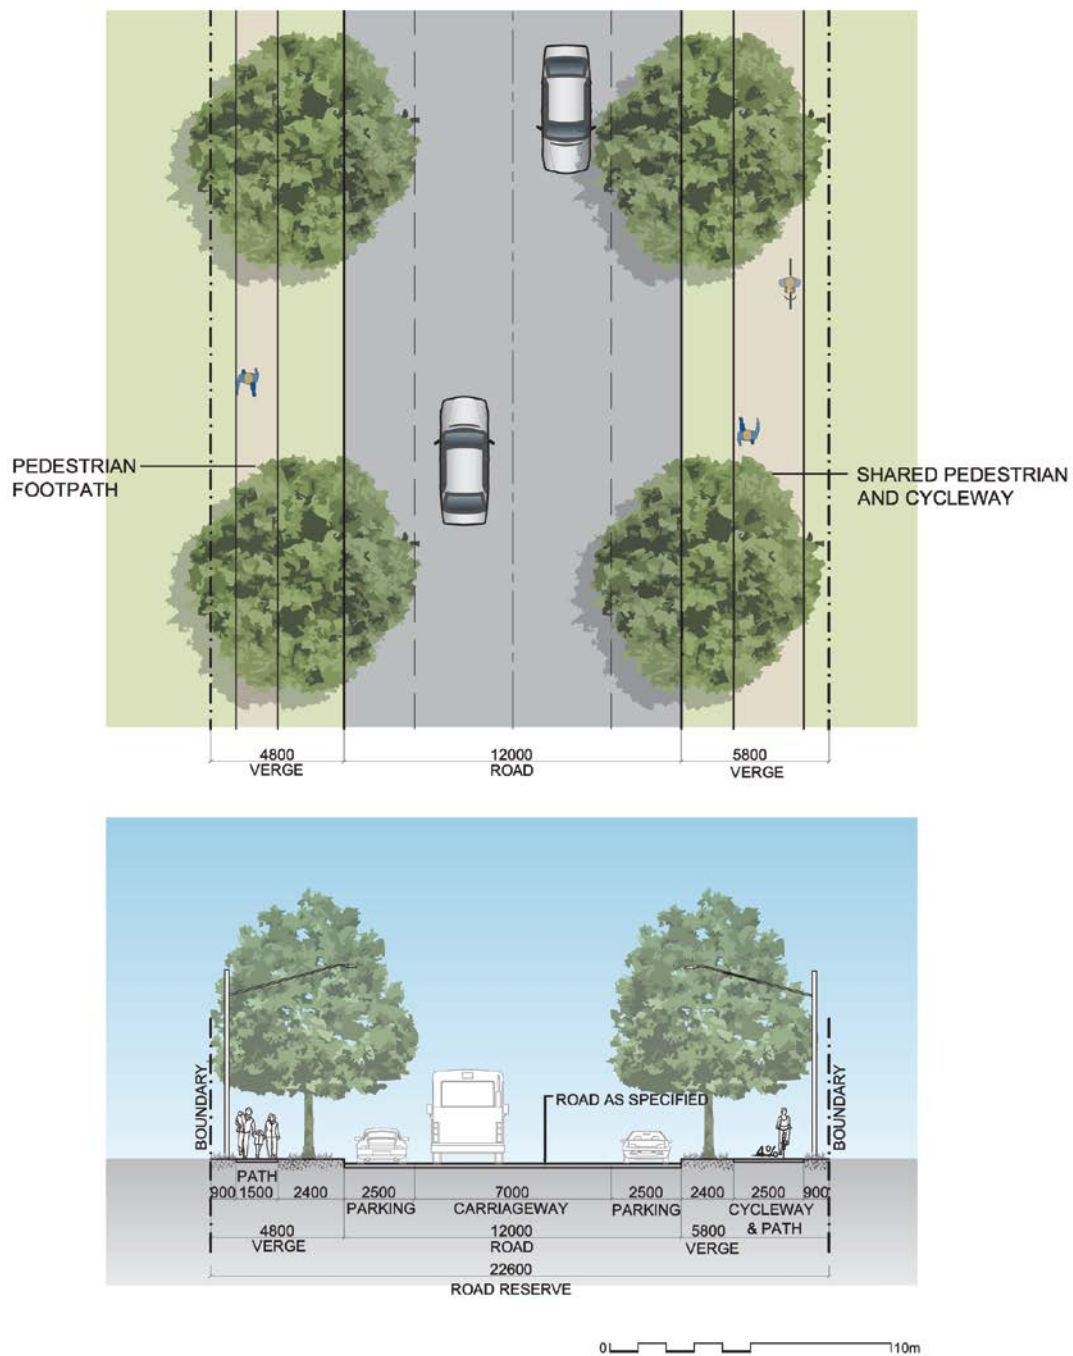 PEDESTRIAN
FOOTPATH
SHARED PEDESTRIAN
AND CYCLEWAY
4800
VERGE
12000
ROAD
5800
VERGE
BOUNDARY
BOUNDARY
ROAD AS SPECIFIED
4%
PATH
900 1500 2400 2500 7000 2500 2400 2500 900
PARKING CARRIAGEWAY PARKING CYCLEWAY
& PATH
4800 12000 5800
VERGE ROAD VERGE
22600
ROAD RESERVE
0 10m